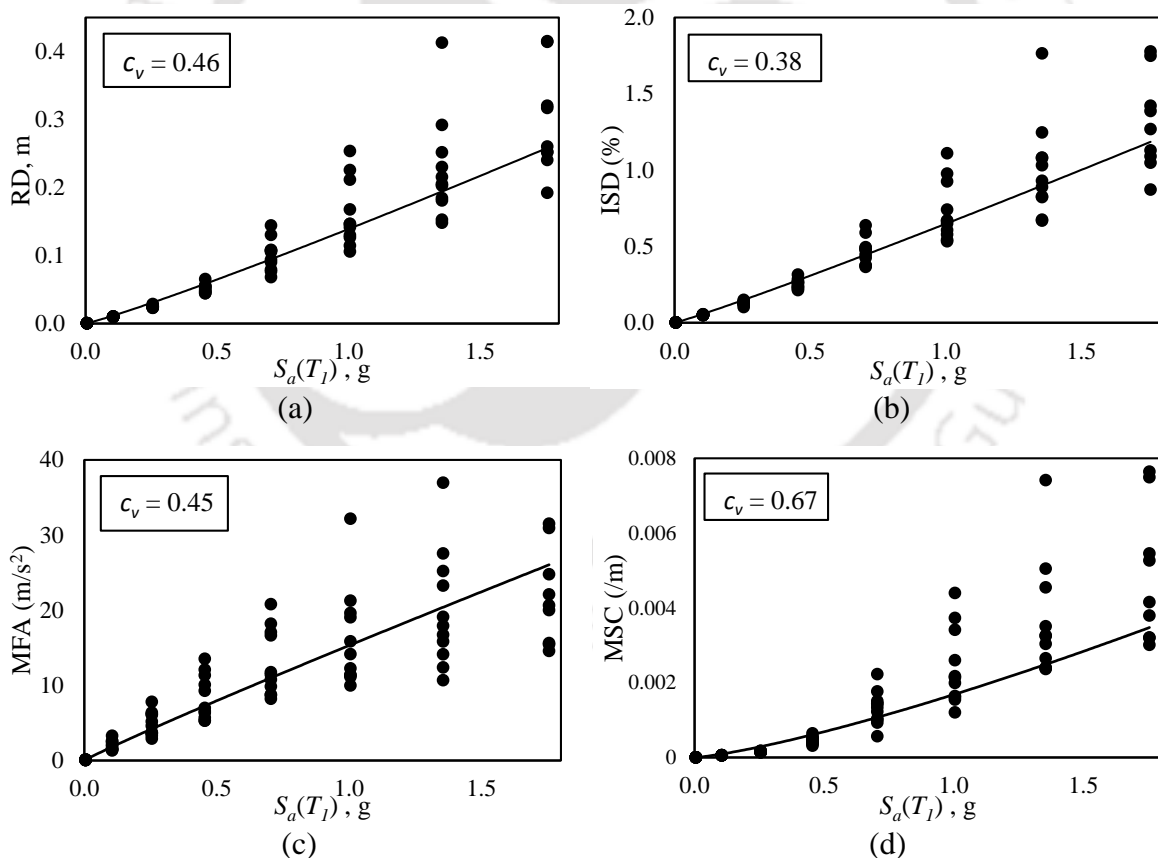 c_v = 0.46
RD, m
0.4
0.3
0.2
0.1
0.0
0.0 0.5 1.0 1.5
S_a(T_1) , g
(a)
c_v = 0.38
ISD (%)
2.0
1.5
1.0
0.5
0.0
0.0 0.5 1.0 1.5
S_a(T_1) , g
(b)
c_v = 0.45
MFA (m/s²)
40
30
20
10
0
0.0 0.5 1.0 1.5
S_a(T_1) , g
(c)
c_v = 0.67
MSC (/m)
0.008
0.006
0.004
0.002
0
0.0 0.5 1.0 1.5
S_a(T_1) , g
(d)